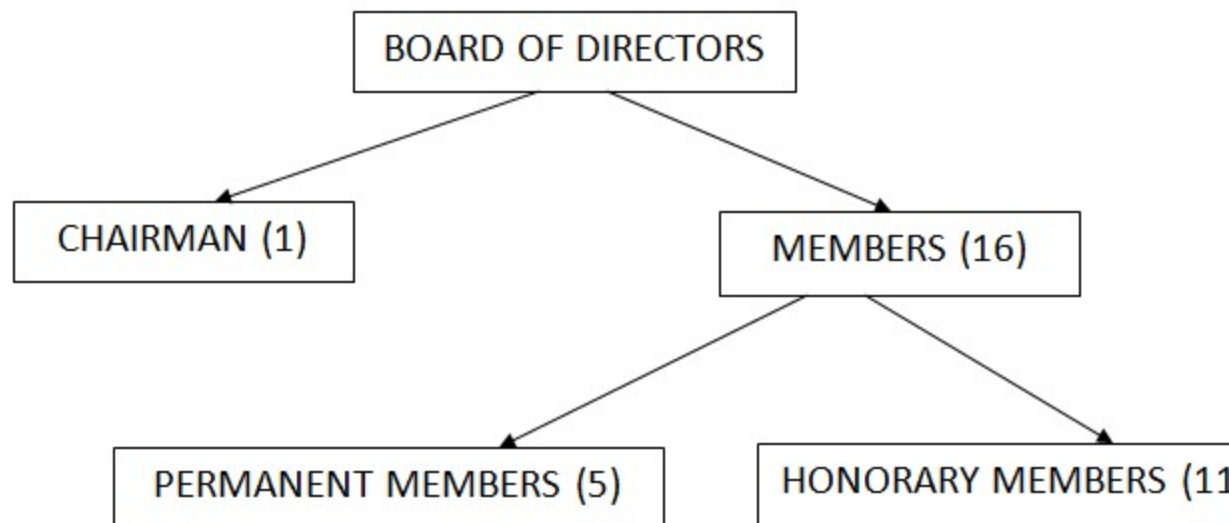 BOARD OF DIRECTORS
CHAIRMAN (1)
MEMBERS (16)
PERMANENT MEMBERS (5)
HONORARY MEMBERS (11